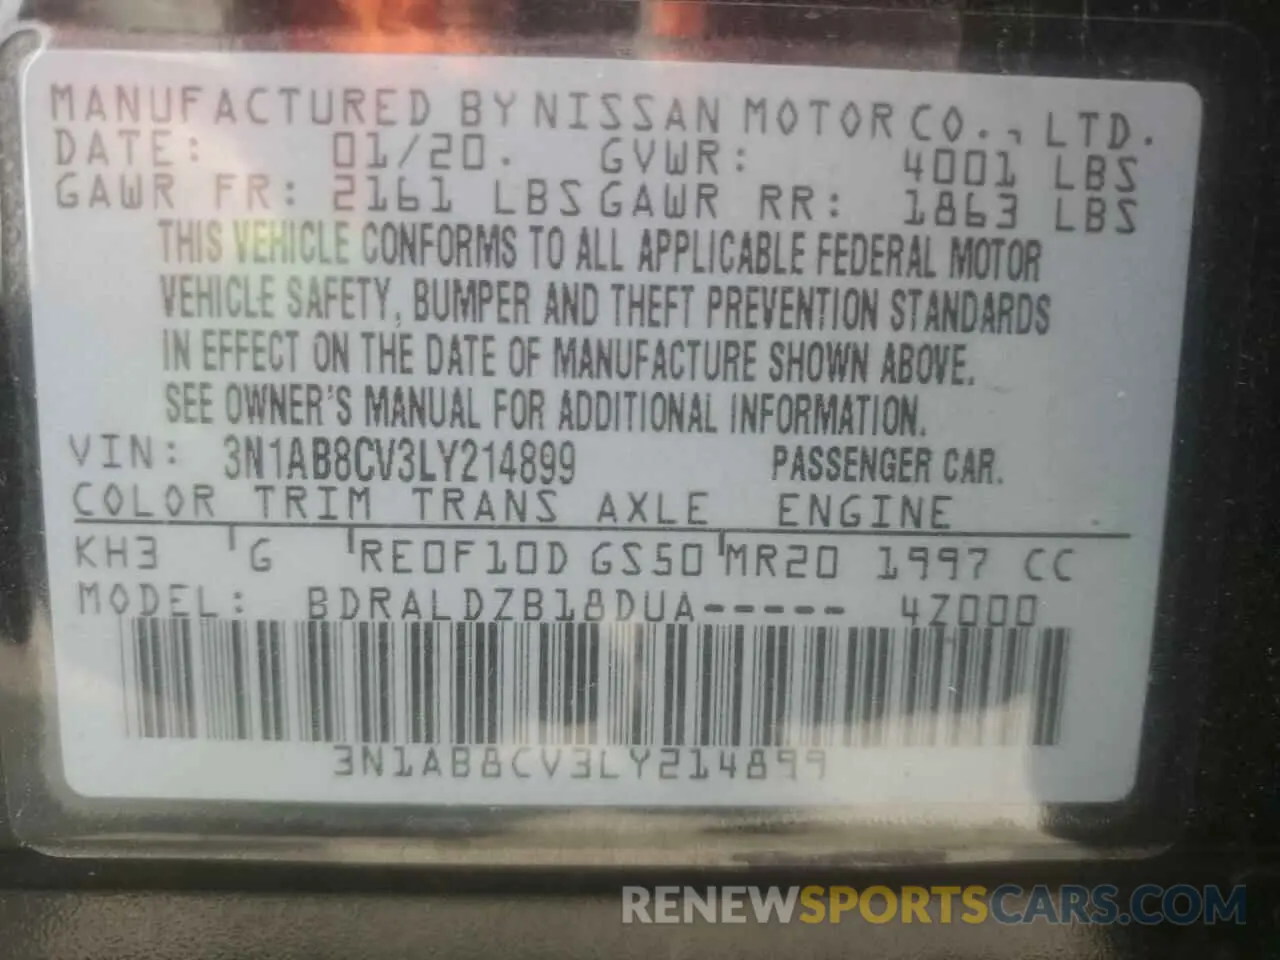 MANUFACTURED BY NISSAN MOTOR CO., LTD.
DATE: 01/20. GVWR: 4001 LBS
GAWR FR: 2161 LBS GAWR RR: 1863 LBS
THIS VEHICLE CONFORMS TO ALL APPLICABLE FEDERAL MOTOR
VEHICLE SAFETY, BUMPER AND THEFT PREVENTION STANDARDS
IN EFFECT ON THE DATE OF MANUFACTURE SHOWN ABOVE.
SEE OWNER'S MANUAL FOR ADDITIONAL INFORMATION.
VIN: 3N1AB8CV3LY214899 PASSENGER CAR.
COLOR TRIM TRANS AXLE ENGINE
KH3 G RE0F10D GS50 MR20 1997 CC
MODEL: BDRALDZB18DUA----- 4Z000
3N1AB8CV3LY214899
RENEWSPORTSCARS.COM